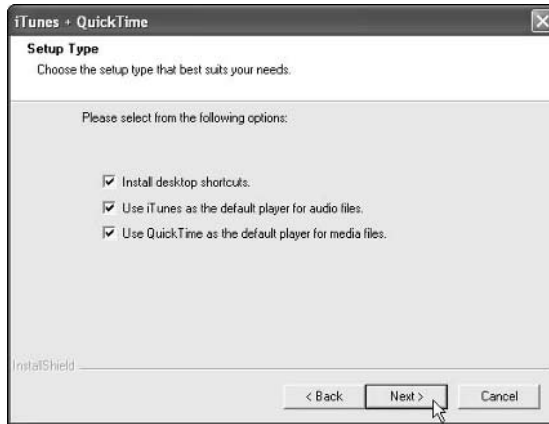 iTunes + QuickTime
Setup Type
Choose the setup type that best suits your needs.
Please select from the following options:
Install desktop shortcuts.
Use iTunes as the default player for audio files.
Use QuickTime as the default player for media files.
InstallShield
< Back Next > Cancel